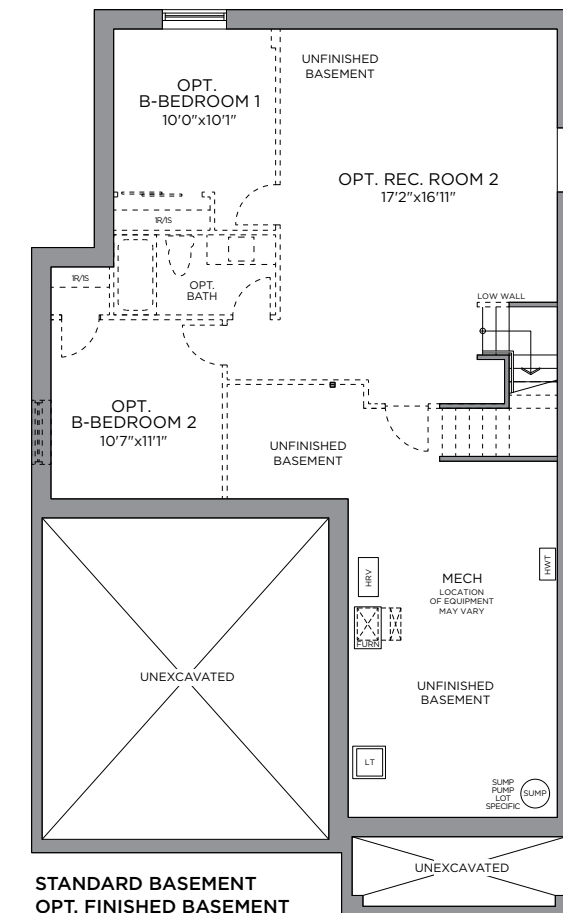 UNFINISHED
BASEMENT
OPT.
B-BEDROOM 1
10'0"x10'1"
OPT. REC. ROOM 2
17'2"x16'11"
1R/1S
1R/1S
OPT.
BATH
LOW WALL
OPT.
B-BEDROOM 2
10'7"x11'1"
UNFINISHED
BASEMENT
HRV
MECH
LOCATION
OF EQUIPMENT
MAY VARY
HWT
FURN
UNEXCAVATED
UNFINISHED
BASEMENT
LT
SUMP
PUMP
LOT
SPECIFIC
SUMP
UNEXCAVATED
STANDARD BASEMENT
OPT. FINISHED BASEMENT